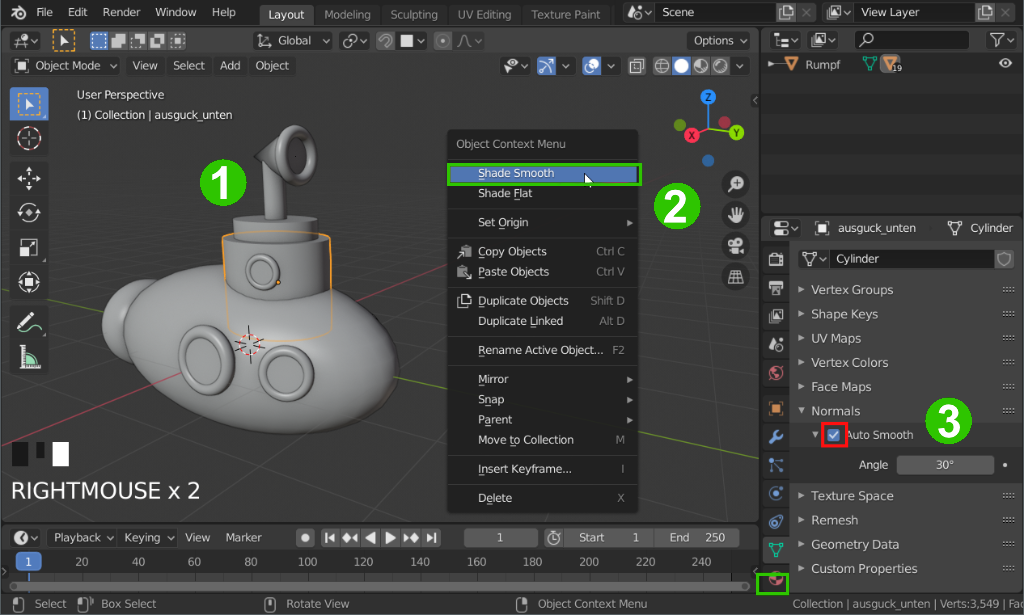 File Edit Render Window Help Layout Modeling Sculpting UV Editing Texture Paint Scene View Layer
Global Options
Object Mode View Select Add Object
Rumpf 19
User Perspective
(1) Collection | ausguck_unten
Z
Y
X
1
Object Context Menu
Shade Smooth
Shade Flat
2
Set Origin
Copy Objects Ctrl C
Paste Objects Ctrl V
Duplicate Objects Shift D
Duplicate Linked Alt D
Rename Active Object... F2
Mirror
Snap
Parent
Move to Collection M
Insert Keyframe... I
Delete X
ausguck_unten Cylinder
Cylinder
Vertex Groups
Shape Keys
UV Maps
Vertex Colors
Face Maps
Normals
Auto Smooth
3
Angle 30°
Texture Space
Remesh
Geometry Data
Custom Properties
RIGHTMOUSE x 2
Playback Keying View Marker 1 Start 1 End 250
1 20 40 60 80 100 120 140 160 180 200 220 240
Select Box Select Rotate View Object Context Menu Collection | ausguck_unten | Verts:3,549 | Fa